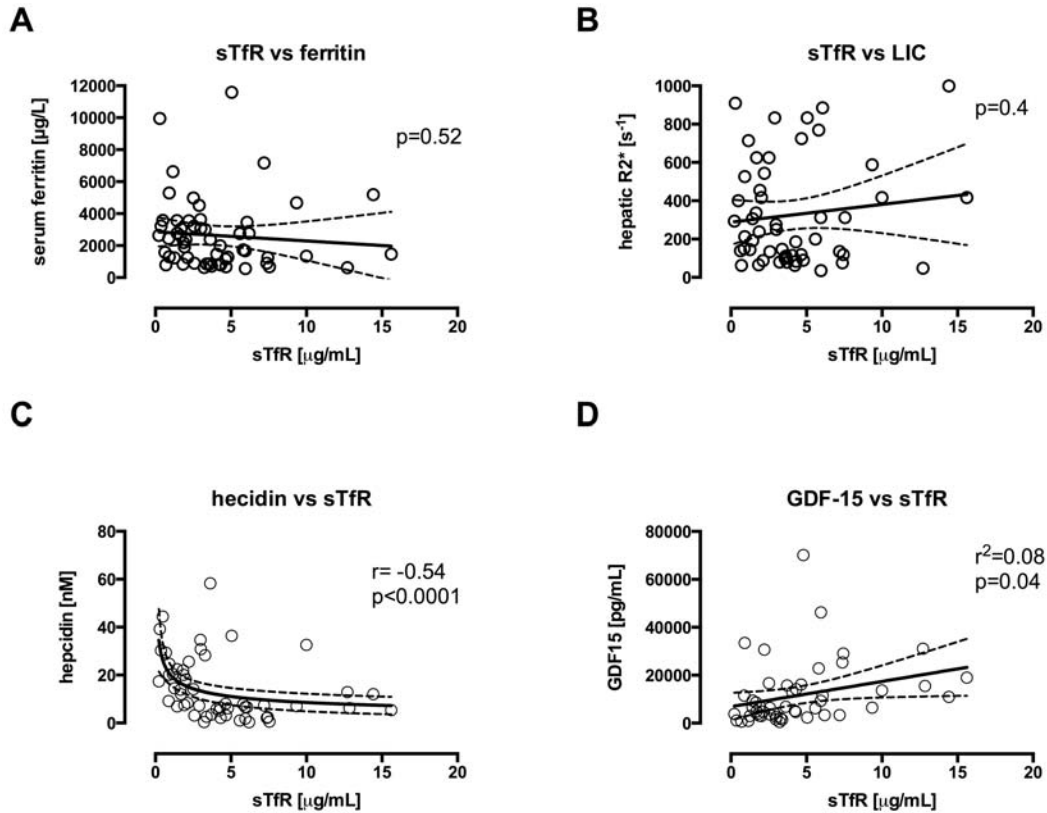 A
sTfR vs ferritin
12000
10000
8000
6000
4000
2000
0
serum ferritin [µg/L]
p=0.52
0 5 10 15 20
sTfR [µg/mL]
B
sTfR vs LIC
1000
800
600
400
200
0
hepatic R2* [s⁻¹]
p=0.4
0 5 10 15 20
sTfR [µg/mL]
C
hecidin vs sTfR
80
60
40
20
0
hepcidin [nM]
r= -0.54
p<0.0001
0 5 10 15 20
sTfR [µg/mL]
D
GDF-15 vs sTfR
80000
60000
40000
20000
0
GDF15 [pg/mL]
r²=0.08
p=0.04
0 5 10 15 20
sTfR [µg/mL]